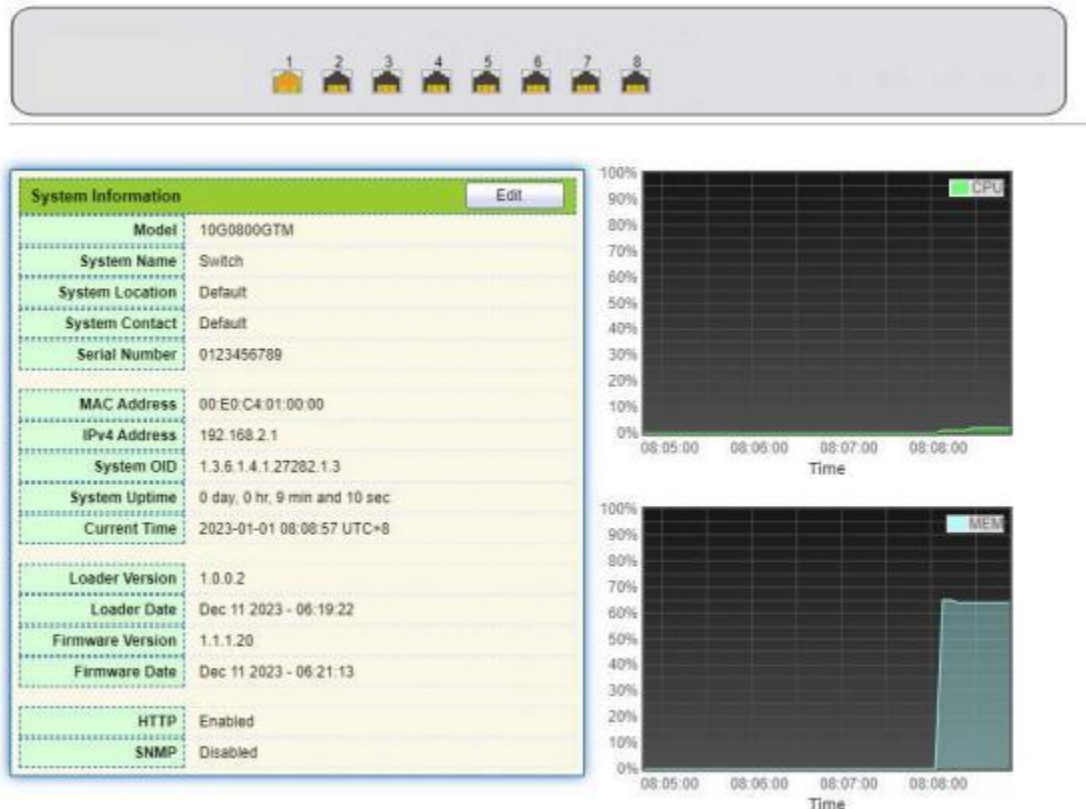 1 2 3 4 5 6 7 8
System Information Edit
Model 10G0800GTM
System Name Switch
System Location Default
System Contact Default
Serial Number 0123456789
MAC Address 00:E0:C4:01:00:00
IPv4 Address 192.168.2.1
System OID 1.3.6.1.4.1.27282.1.3
System Uptime 0 day, 0 hr, 9 min and 10 sec
Current Time 2023-01-01 08:08:57 UTC+8
Loader Version 1.0.0.2
Loader Date Dec 11 2023 - 06:19:22
Firmware Version 1.1.1.20
Firmware Date Dec 11 2023 - 06:21:13
HTTP Enabled
SNMP Disabled
100%
CPU
90%
80%
70%
60%
50%
40%
30%
20%
10%
0%
08:05:00 08:06:00 08:07:00 08:08:00
Time
100%
MEM
90%
80%
70%
60%
50%
40%
30%
20%
10%
0%
08:05:00 08:06:00 08:07:00 08:08:00
Time